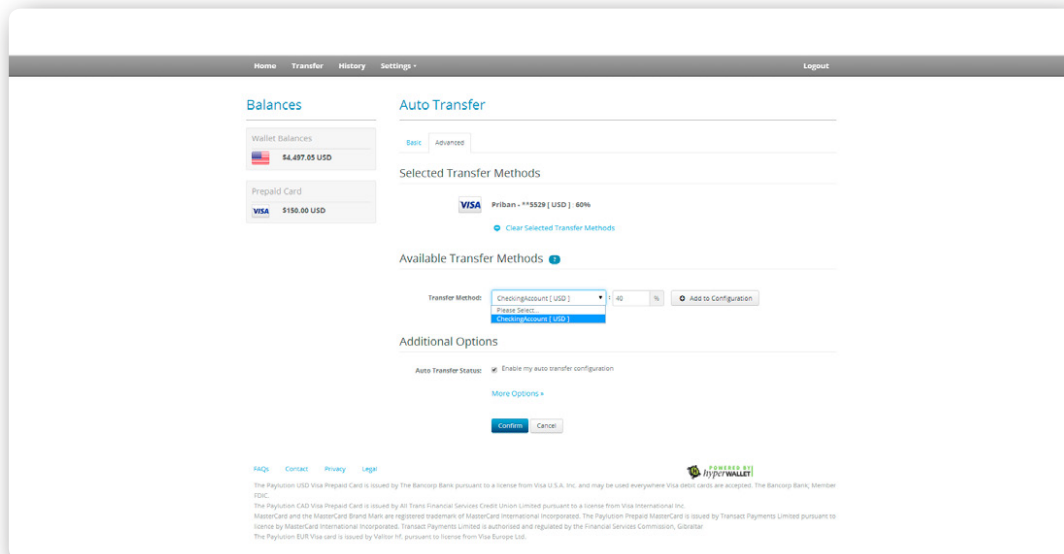 Home Transfer History Settings Logout
Balances
Wallet Balances
$4,497.05 USD
Prepaid Card
VISA $150.00 USD
Auto Transfer
Basic Advanced
Selected Transfer Methods
VISA Priban - **5529 [ USD ] : 60%
Clear Selected Transfer Methods
Available Transfer Methods ?
Transfer Method: CheckingAccount [ USD ] : 40 % Add to Configuration
Please Select...
CheckingAccount [ USD ]
Additional Options
Auto Transfer Status: Enable my auto transfer configuration
More Options »
Confirm Cancel
FAQs Contact Privacy Legal
POWERED BY
hyperWALLET
The Paylution USD Visa Prepaid Card is issued by The Bancorp Bank pursuant to a license from Visa U.S.A. Inc. and may be used everywhere Visa debit cards are accepted. The Bancorp Bank; Member
FDIC.
The Paylution CAD Visa Prepaid Card is issued by All Trans Financial Services Credit Union Limited pursuant to a license from Visa International Inc.
MasterCard and the MasterCard Brand Mark are registered trademark of MasterCard International Incorporated. The Paylution Prepaid MasterCard is issued by Transact Payments Limited pursuant to
licence by MasterCard International Incorporated. Transact Payments Limited is authorised and regulated by the Financial Services Commission, Gibraltar
The Paylution EUR Visa card is issued by Valitor hf. pursuant to license from Visa Europe Ltd.